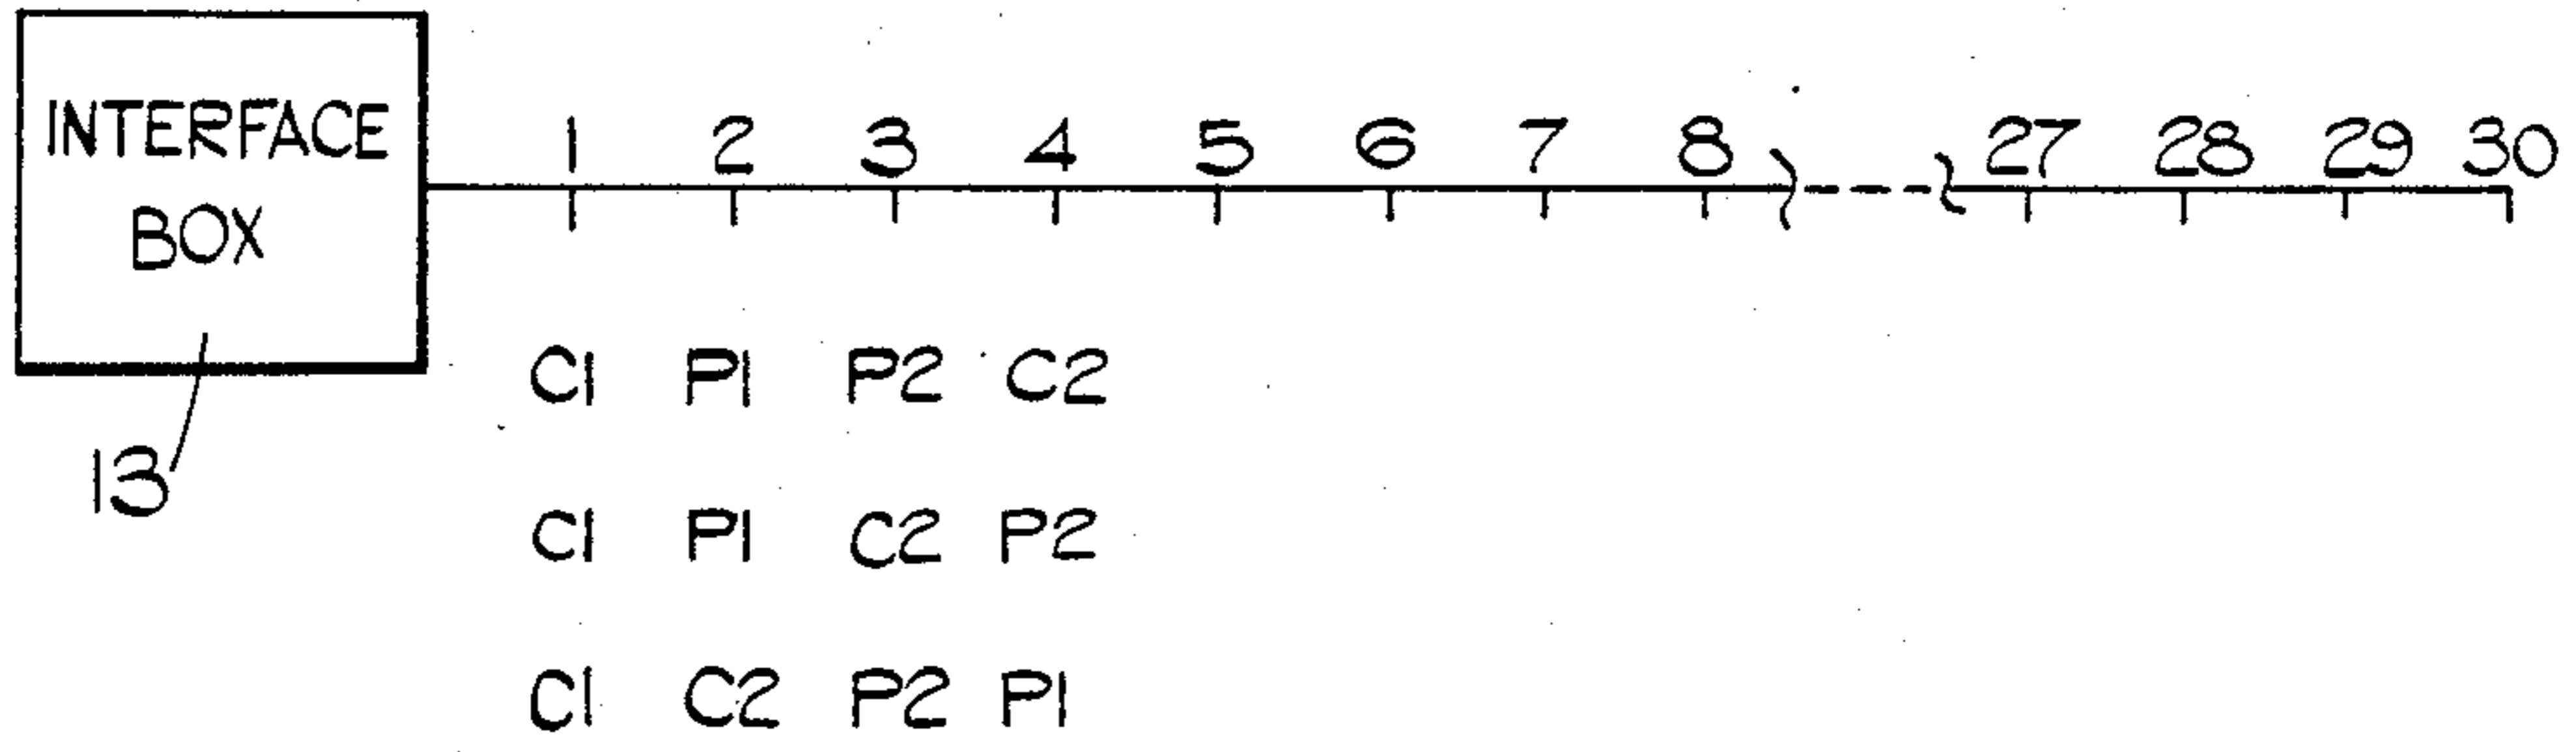 INTERFACE
BOX
13
1 2 3 4 5 6 7 8 27 28 29 30
C1 P1 P2 C2
C1 P1 C2 P2
C1 C2 P2 P1